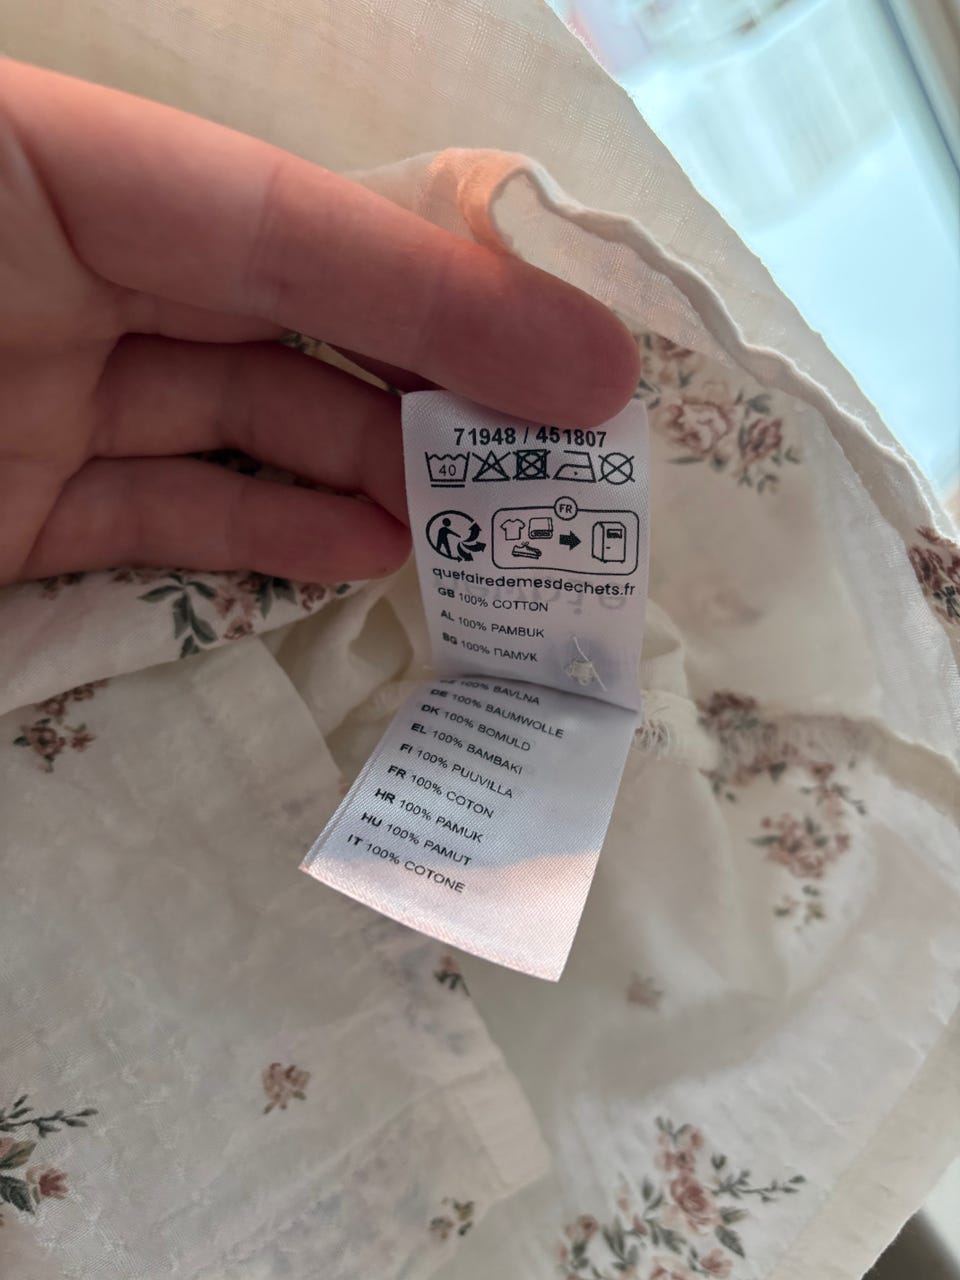 71948 / 451807
40
FR
quefairedemesdechets.fr
GB 100% COTTON
AL 100% PAMBUK
BG 100% ПАМУК
100% BAVLNA
DE 100% BAUMWOLLE
DK 100% BOMULD
EL 100% BAMBAKI
FI 100% PUUVILLA
FR 100% COTON
HR 100% PAMUK
HU 100% PAMUT
IT 100% COTONE